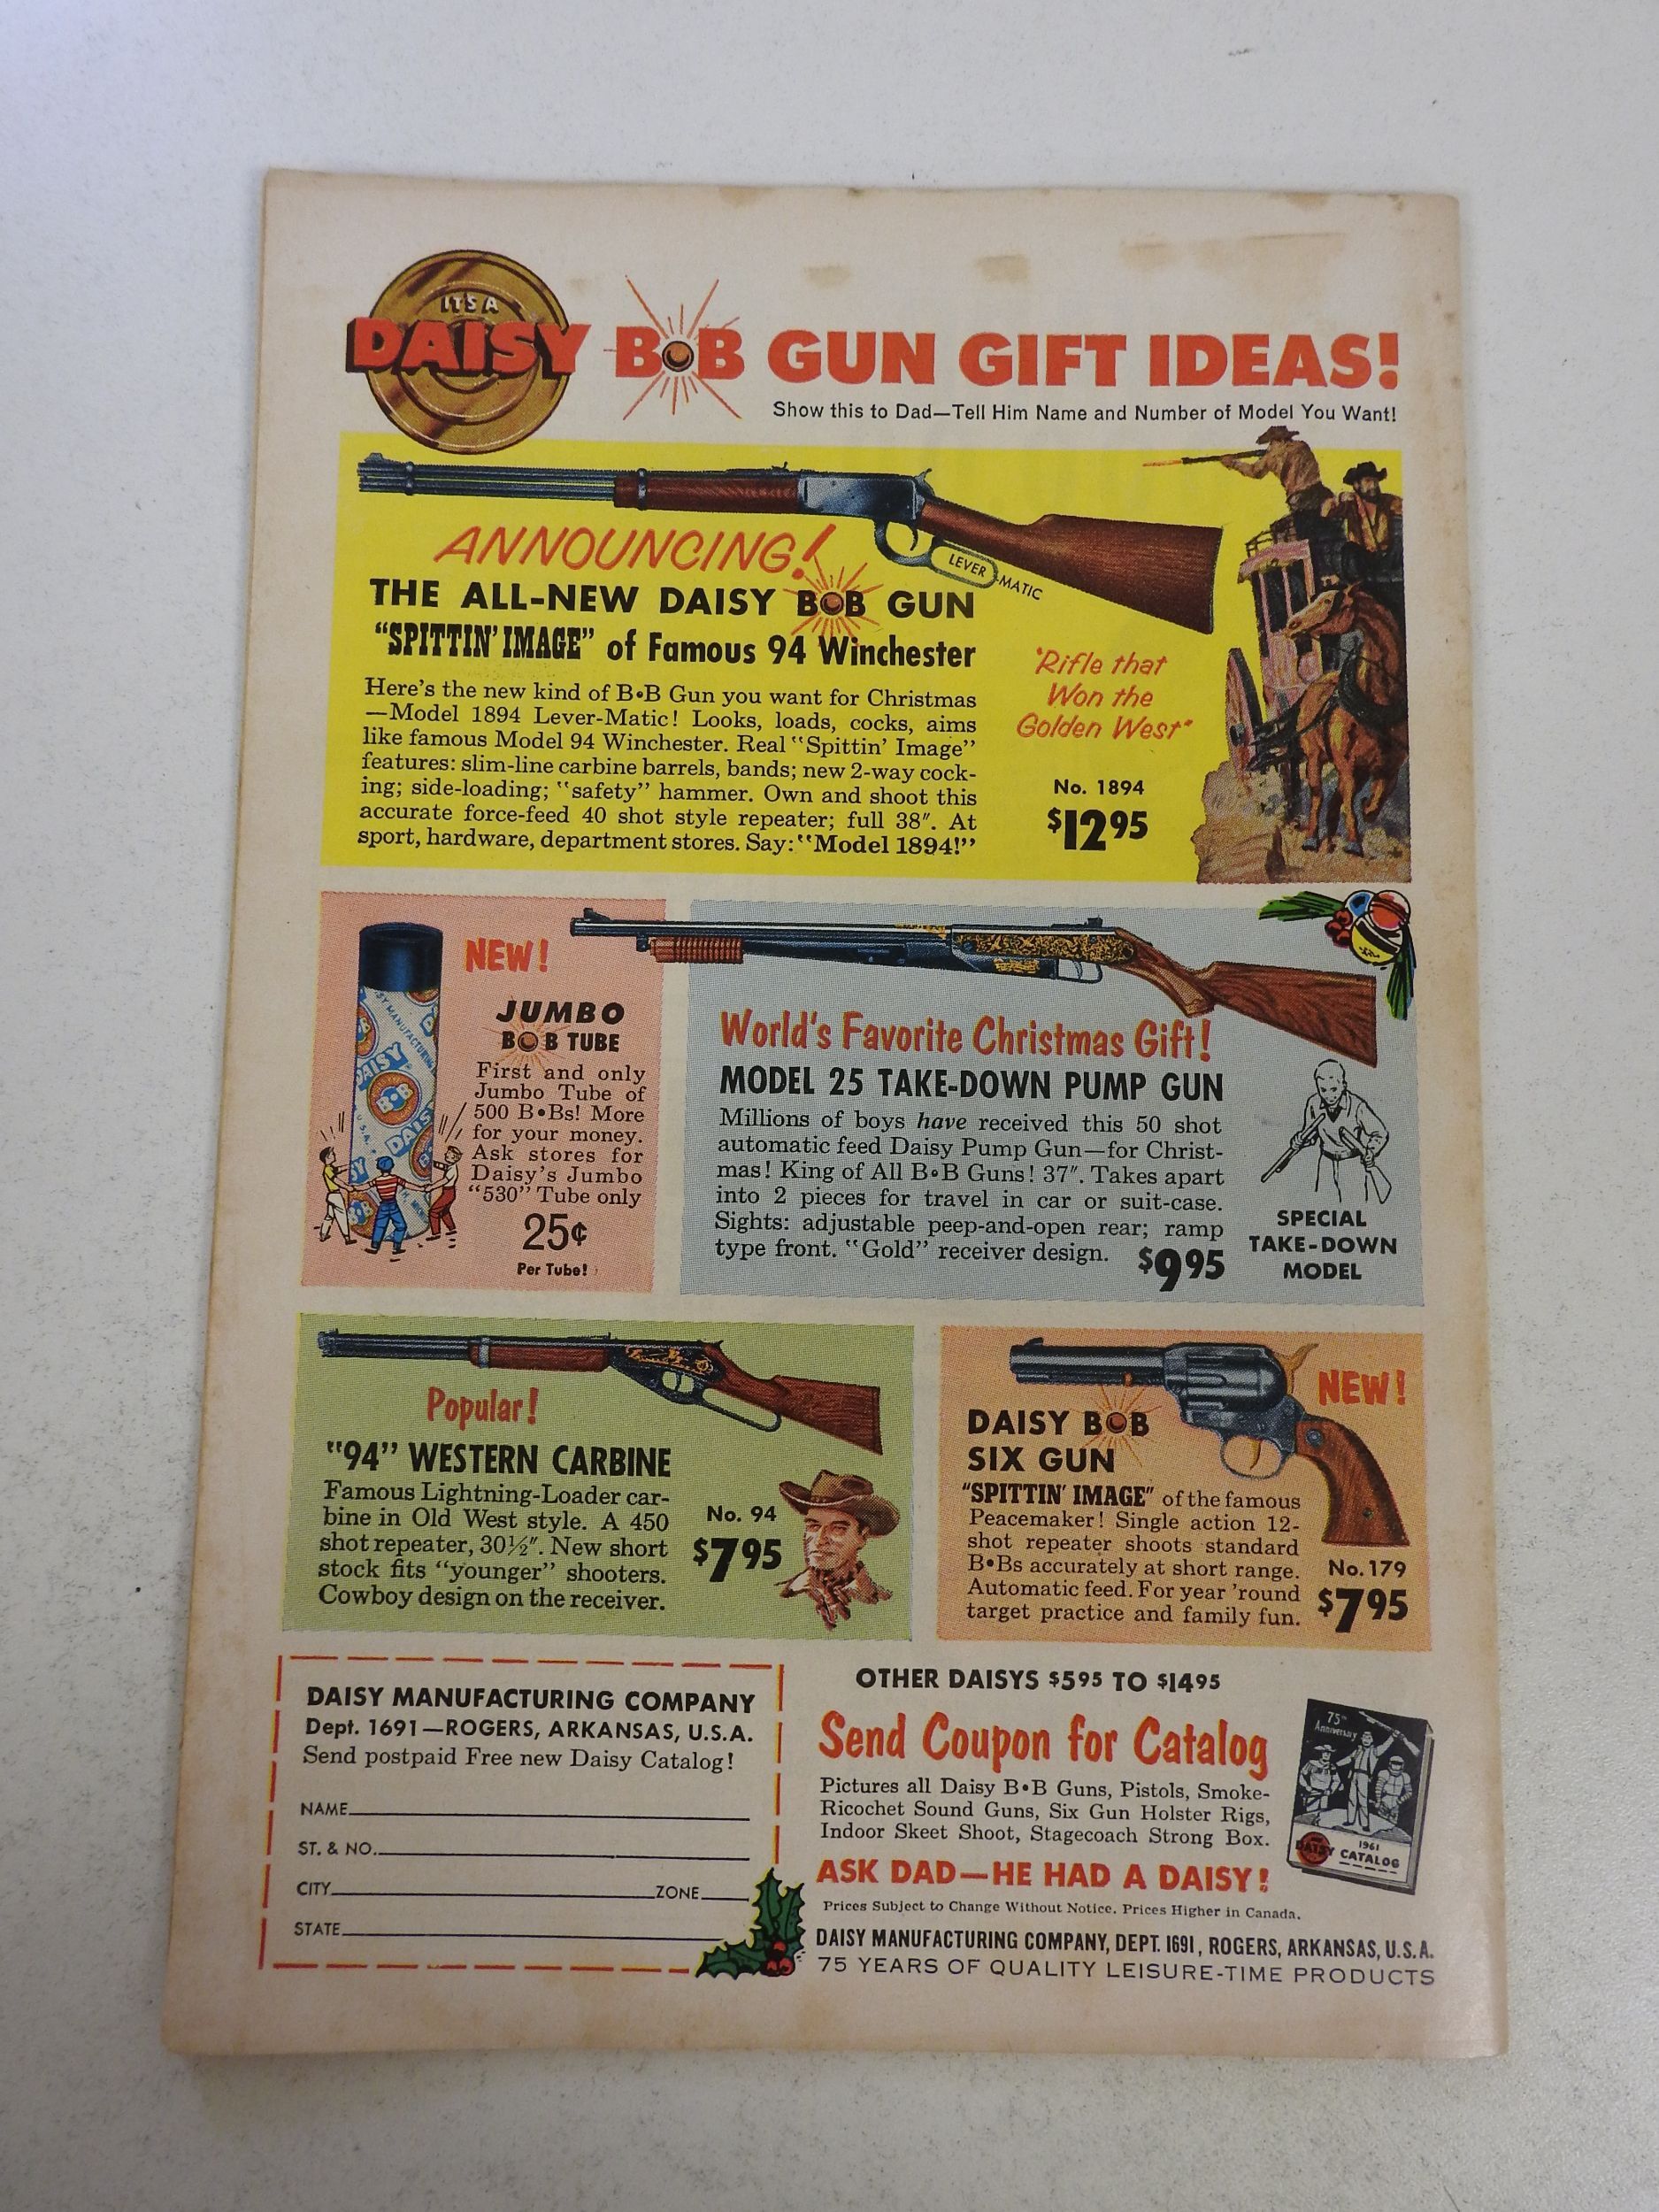 IT'S A
DAISY B•B GUN GIFT IDEAS!
Show this to Dad—Tell Him Name and Number of Model You Want!
ANNOUNCING!
LEVER-MATIC
THE ALL-NEW DAISY B•B GUN
"SPITTIN' IMAGE" of Famous 94 Winchester
Here's the new kind of B•B Gun you want for Christmas
—Model 1894 Lever-Matic! Looks, loads, cocks, aims
like famous Model 94 Winchester. Real "Spittin' Image"
features: slim-line carbine barrels, bands; new 2-way cock-
ing; side-loading; "safety" hammer. Own and shoot this
accurate force-feed 40 shot style repeater; full 38". At
sport, hardware, department stores. Say: "Model 1894!"
"Rifle that
Won the
Golden West"
No. 1894
$12 95
NEW!
JUMBO
B•B TUBE
First and only
Jumbo Tube of
500 B•Bs! More
for your money.
Ask stores for
Daisy's Jumbo
"530" Tube only
25¢
Per Tube!
DAISY
B•B
DAISY
World's Favorite Christmas Gift!
MODEL 25 TAKE-DOWN PUMP GUN
Millions of boys have received this 50 shot
automatic feed Daisy Pump Gun—for Christ-
mas! King of All B•B Guns! 37". Takes apart
into 2 pieces for travel in car or suit-case.
Sights: adjustable peep-and-open rear; ramp
type front. "Gold" receiver design. $9 95
SPECIAL
TAKE-DOWN
MODEL
Popular!
"94" WESTERN CARBINE
Famous Lightning-Loader car-
bine in Old West style. A 450
shot repeater, 30½". New short
stock fits "younger" shooters.
Cowboy design on the receiver.
No. 94
$7 95
NEW!
DAISY B•B
SIX GUN
"SPITTIN' IMAGE" of the famous
Peacemaker! Single action 12-
shot repeater shoots standard
B•Bs accurately at short range.
Automatic feed. For year 'round
target practice and family fun.
No. 179
$7 95
DAISY MANUFACTURING COMPANY
Dept. 1691—ROGERS, ARKANSAS, U.S.A.
Send postpaid Free new Daisy Catalog!
NAME
ST. & NO.
CITY ZONE
STATE
OTHER DAISYS $5 95 TO $14 95
Send Coupon for Catalog
Pictures all Daisy B•B Guns, Pistols, Smoke-
Ricochet Sound Guns, Six Gun Holster Rigs,
Indoor Skeet Shoot, Stagecoach Strong Box.
75th
Anniversary
1961
DAISY CATALOG
ASK DAD—HE HAD A DAISY!
Prices Subject to Change Without Notice. Prices Higher in Canada.
DAISY MANUFACTURING COMPANY, DEPT. 1691, ROGERS, ARKANSAS, U.S.A.
75 YEARS OF QUALITY LEISURE-TIME PRODUCTS